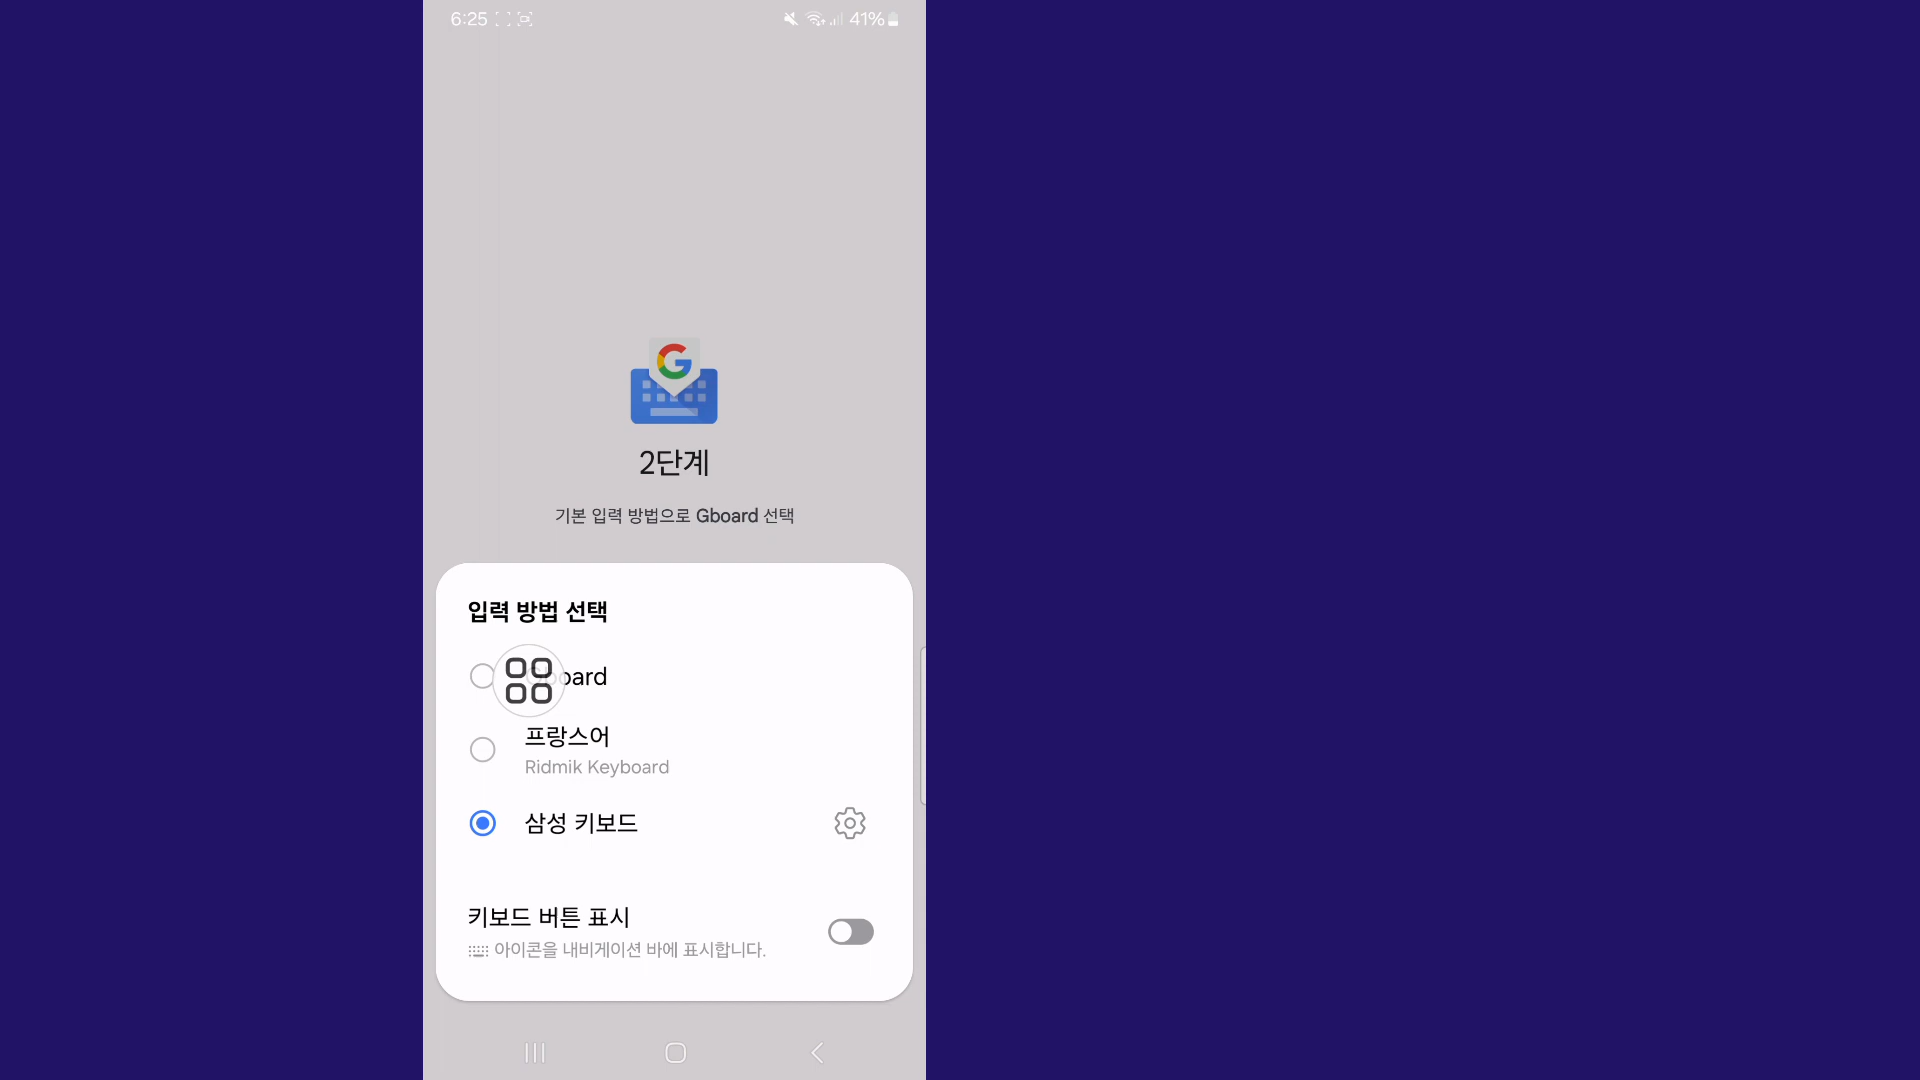 6:25
41%
2단계
기본 입력 방법으로 Gboard 선택
입력 방법 선택
Gboard
프랑스어
Ridmik Keyboard
삼성 키보드
키보드 버튼 표시
아이콘을 내비게이션 바에 표시합니다.